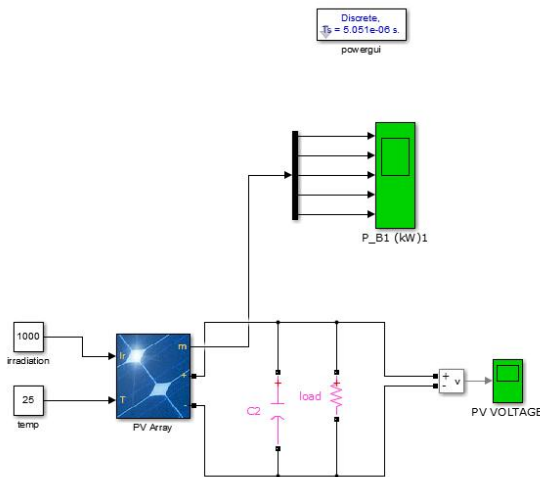 Discrete,
Ts = 5.051e-06 s.
powergui
P_B1 (kW)1
1000
irradiation
Ir
m
+
T
-
25
temp
PV Array
C2
+
load
+
+
-
v
PV VOLTAGE